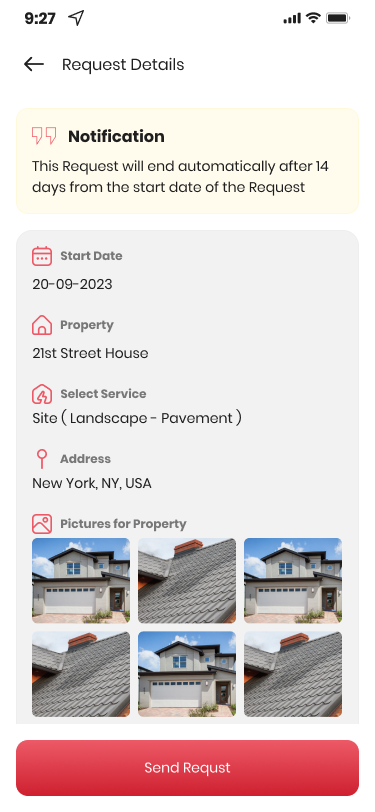 9:27
Request Details
Notification
This Request will end automatically after 14
days from the start date of the Request
Start Date
20-09-2023
Property
21st Street House
Select Service
Site ( Landscape - Pavement )
Address
New York, NY, USA
Pictures for Property
Send Requst